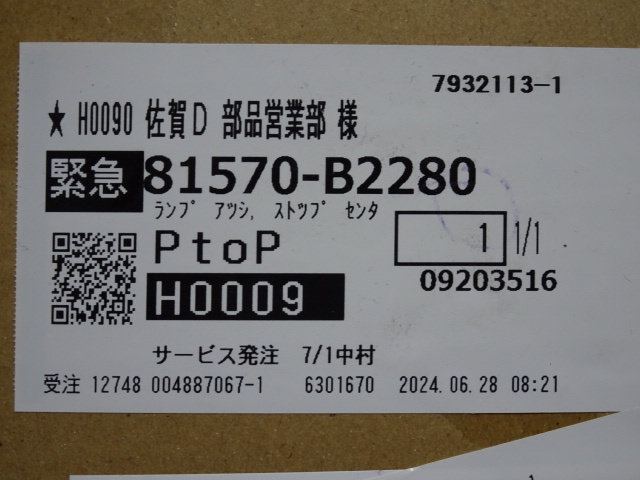 7932113-1
★ H0090 佐賀D 部品営業部 様
緊急 81570-B2280
ランプ アツシ, ストツプ センタ
PtoP 1 1/1
H0009 09203516
サービス発注 7/1中村
受注 12748 004887067-1 6301670 2024.06.28 08:21